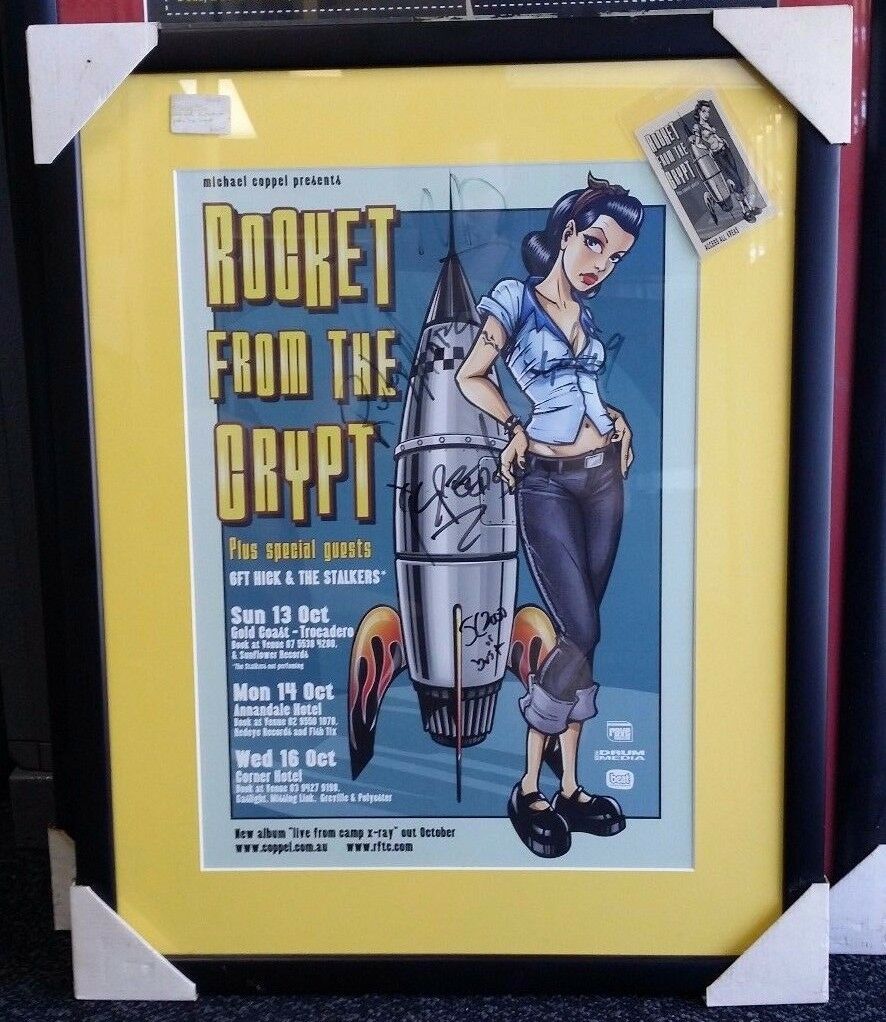 michael coppel presents
ROCKET
FROM THE
CRYPT
Plus special guests
6FT HICK & THE STALKERS*
Sun 13 Oct
Gold Coast - Trocadero
Book at Venue 07 5538 4200,
& Sunflower Records
*The Stalkers not performing
Mon 14 Oct
Annandale Hotel
Book at Venue 02 9550 1078,
Redeye Records and Fish Tix
Wed 16 Oct
Corner Hotel
Book at Venue 03 9427 9198,
Gaslight, Missing Link, Greville & Polyester
New album "live from camp x-ray" out October
www.coppel.com.au www.rftc.com
DRUM
MEDIA
beat
ROCKET
FROM THE
CRYPT
ACCESS ALL AREAS